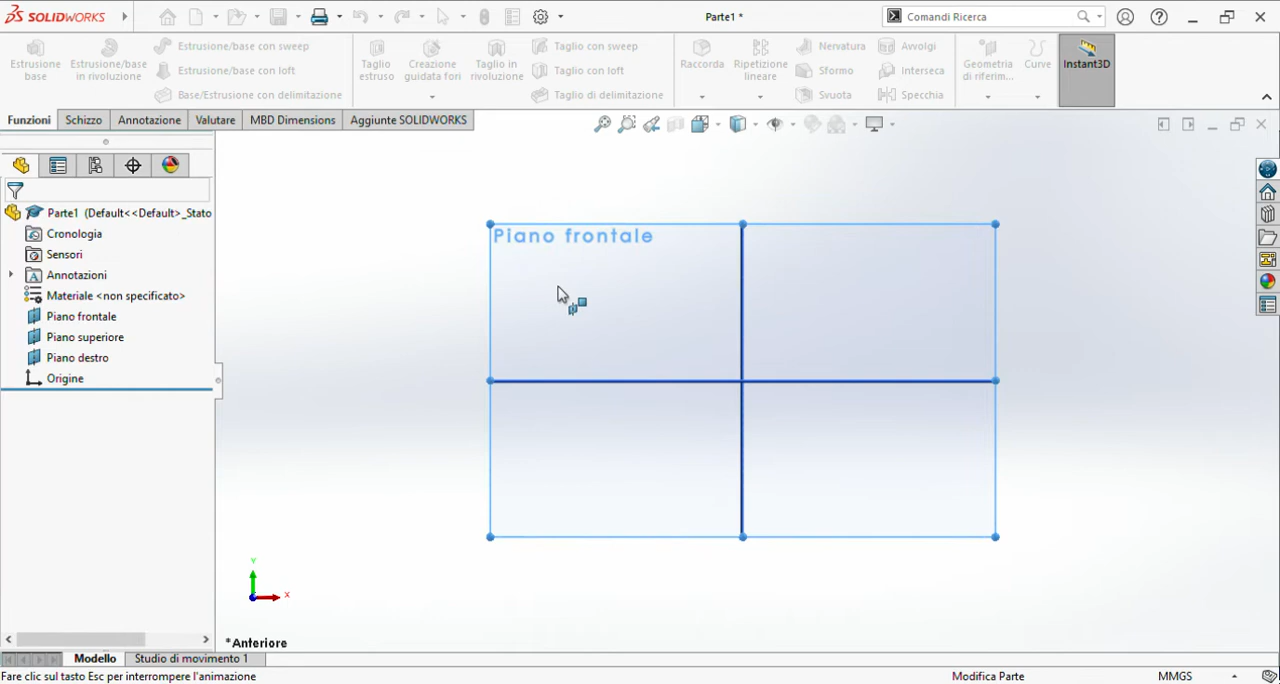 SOLIDWORKS
Parte1 *
Comandi Ricerca
Estrusione base
Estrusione/base in rivoluzione
Estrusione/base con sweep
Estrusione/base con loft
Base/Estrusione con delimitazione
Taglio estruso
Creazione guidata fori
Taglio in rivoluzione
Taglio con sweep
Taglio con loft
Taglio di delimitazione
Raccorda
Ripetizione lineare
Nervatura
Sformo
Svuota
Avvolgi
Interseca
Specchia
Geometria di riferim...
Curve
Instant3D
Funzioni
Schizzo
Annotazione
Valutare
MBD Dimensions
Aggiunte SOLIDWORKS
Parte1 (Default<<Default>_Stato
Cronologia
Sensori
Annotazioni
Materiale <non specificato>
Piano frontale
Piano superiore
Piano destro
Origine
Piano frontale
Y
X
*Anteriore
Modello
Studio di movimento 1
Fare clic sul tasto Esc per interrompere l'animazione
Modifica Parte
MMGS